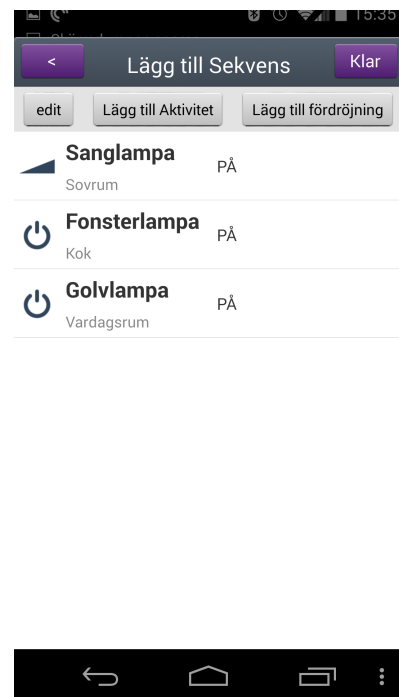 15:35
< Lägg till Sekvens Klar
edit Lägg till Aktivitet Lägg till fördröjning
Sanglampa
PÅ
Sovrum
Fonsterlampa
PÅ
Kok
Golvlampa
PÅ
Vardagsrum